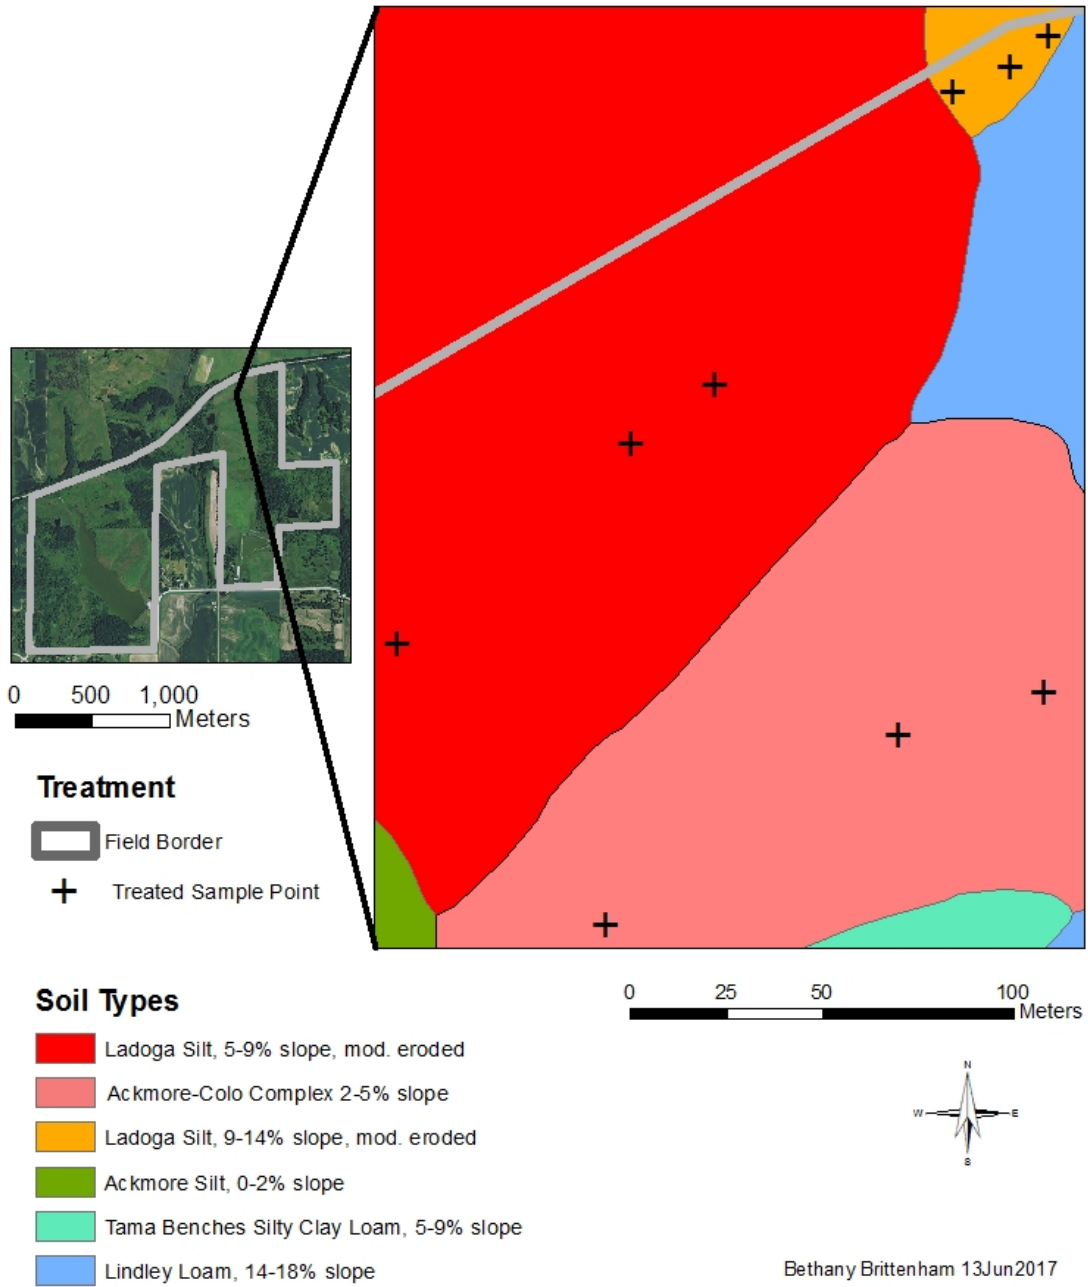 0 500 1,000
Meters
Treatment
Field Border
Treated Sample Point
Soil Types
Ladoga Silt, 5-9% slope, mod. eroded
Ackmore-Colo Complex 2-5% slope
Ladoga Silt, 9-14% slope, mod. eroded
Ackmore Silt, 0-2% slope
Tama Benches Silty Clay Loam, 5-9% slope
Lindley Loam, 14-18% slope
0 25 50 100
Meters
N
W E
S
Bethany Brittenham 13Jun2017